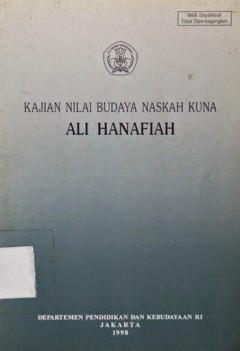 Milik Depdikbud
Tidak Diperdagangkan
KAJIAN NILAI BUDAYA NASKAH KUNA
ALI HANAFIAH
DEPARTEMEN PENDIDIKAN DAN KEBUDAYAAN RI
JAKARTA
1998